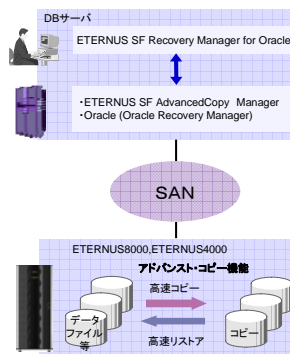 DBサーバ
ETERNUS SF Recovery Manager for Oracle
・ETERNUS SF AdvancedCopy Manager
・Oracle (Oracle Recovery Manager)
SAN
ETERNUS8000,ETERNUS4000
アドバンスト・コピー機能
高速コピー
データ
ファイル
等
コピー
高速リストア